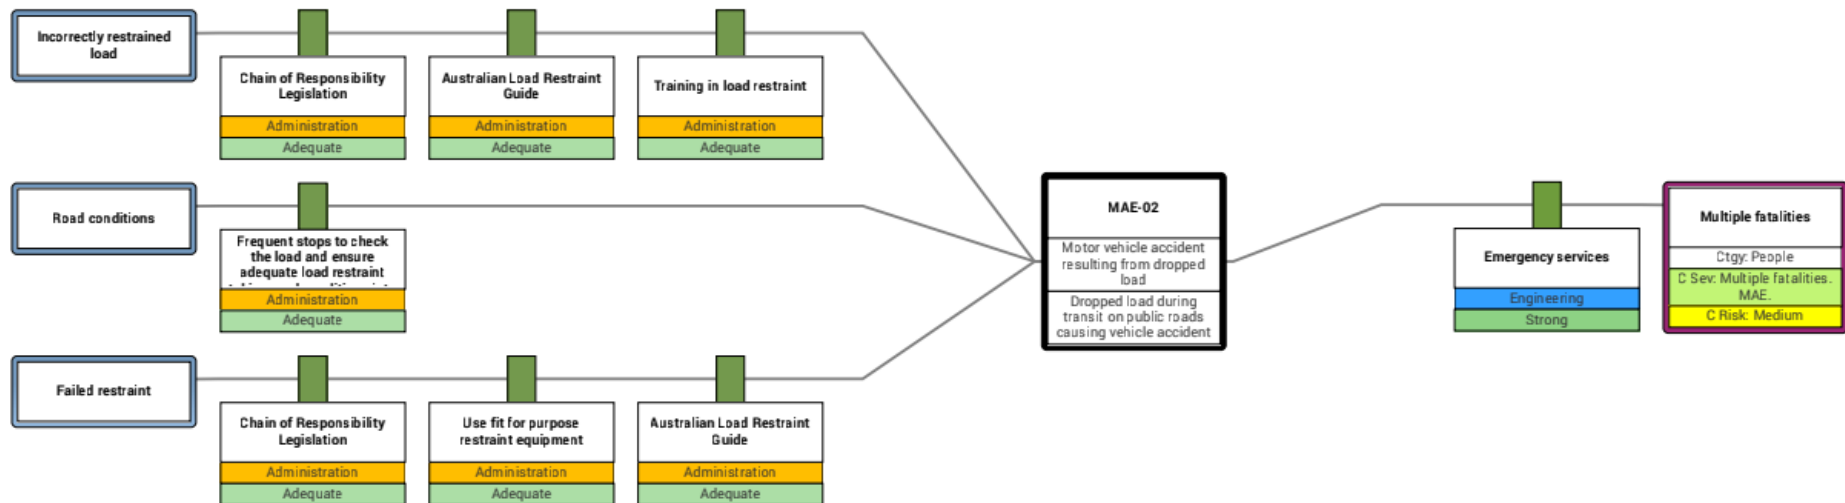 Incorrectly restrained
load
Chain of Responsibility
Legislation
Administration
Adequate
Australian Load Restraint
Guide
Administration
Adequate
Training in load restraint
Administration
Adequate
Road conditions
Frequent stops to check
the load and ensure
adequate load restraint
Administration
Adequate
Failed restraint
Chain of Responsibility
Legislation
Administration
Adequate
Use fit for purpose
restraint equipment
Administration
Adequate
Australian Load Restraint
Guide
Administration
Adequate
MAE-02
Motor vehicle accident
resulting from dropped
load
Dropped load during
transit on public roads
causing vehicle accident
Emergency services
Engineering
Strong
Multiple fatalities
Ctgy: People
C Sev: Multiple fatalities.
MAE.
C Risk: Medium